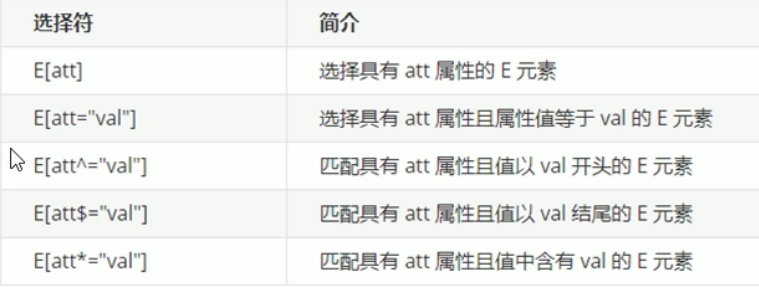 选择符 简介
E[att] 选择具有 att 属性的 E 元素
E[att="val"] 选择具有 att 属性且属性值等于 val 的 E 元素
E[att^="val"] 匹配具有 att 属性且值以 val 开头的 E 元素
E[att$="val"] 匹配具有 att 属性且值以 val 结尾的 E 元素
E[att*="val"] 匹配具有 att 属性且值中含有 val 的 E 元素